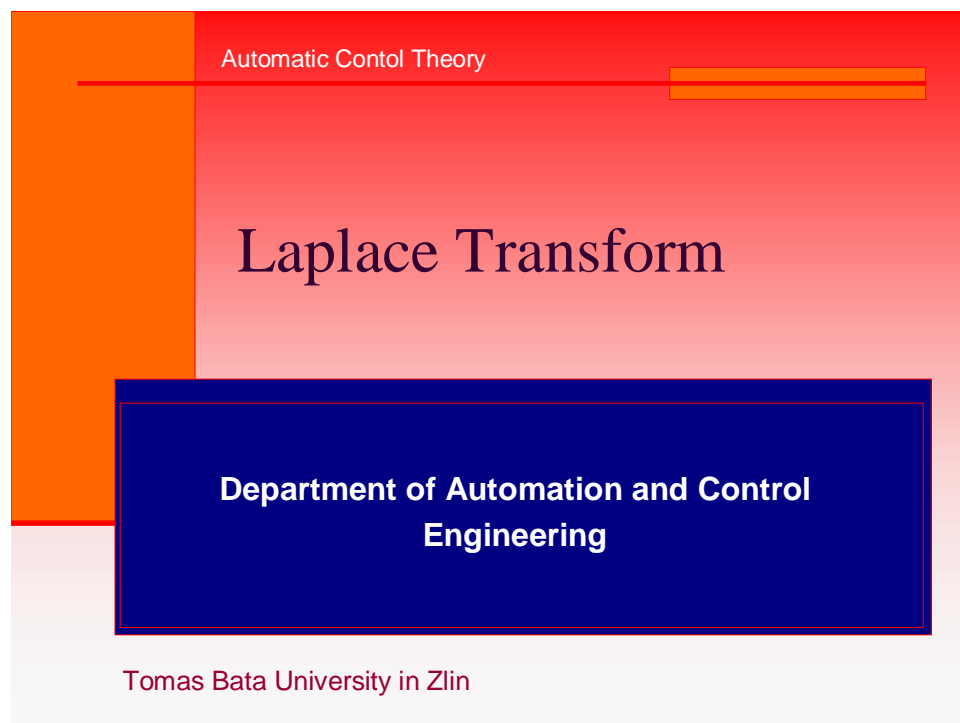 Automatic Contol Theory
Laplace Transform
Department of Automation and Control
Engineering
Tomas Bata University in Zlin